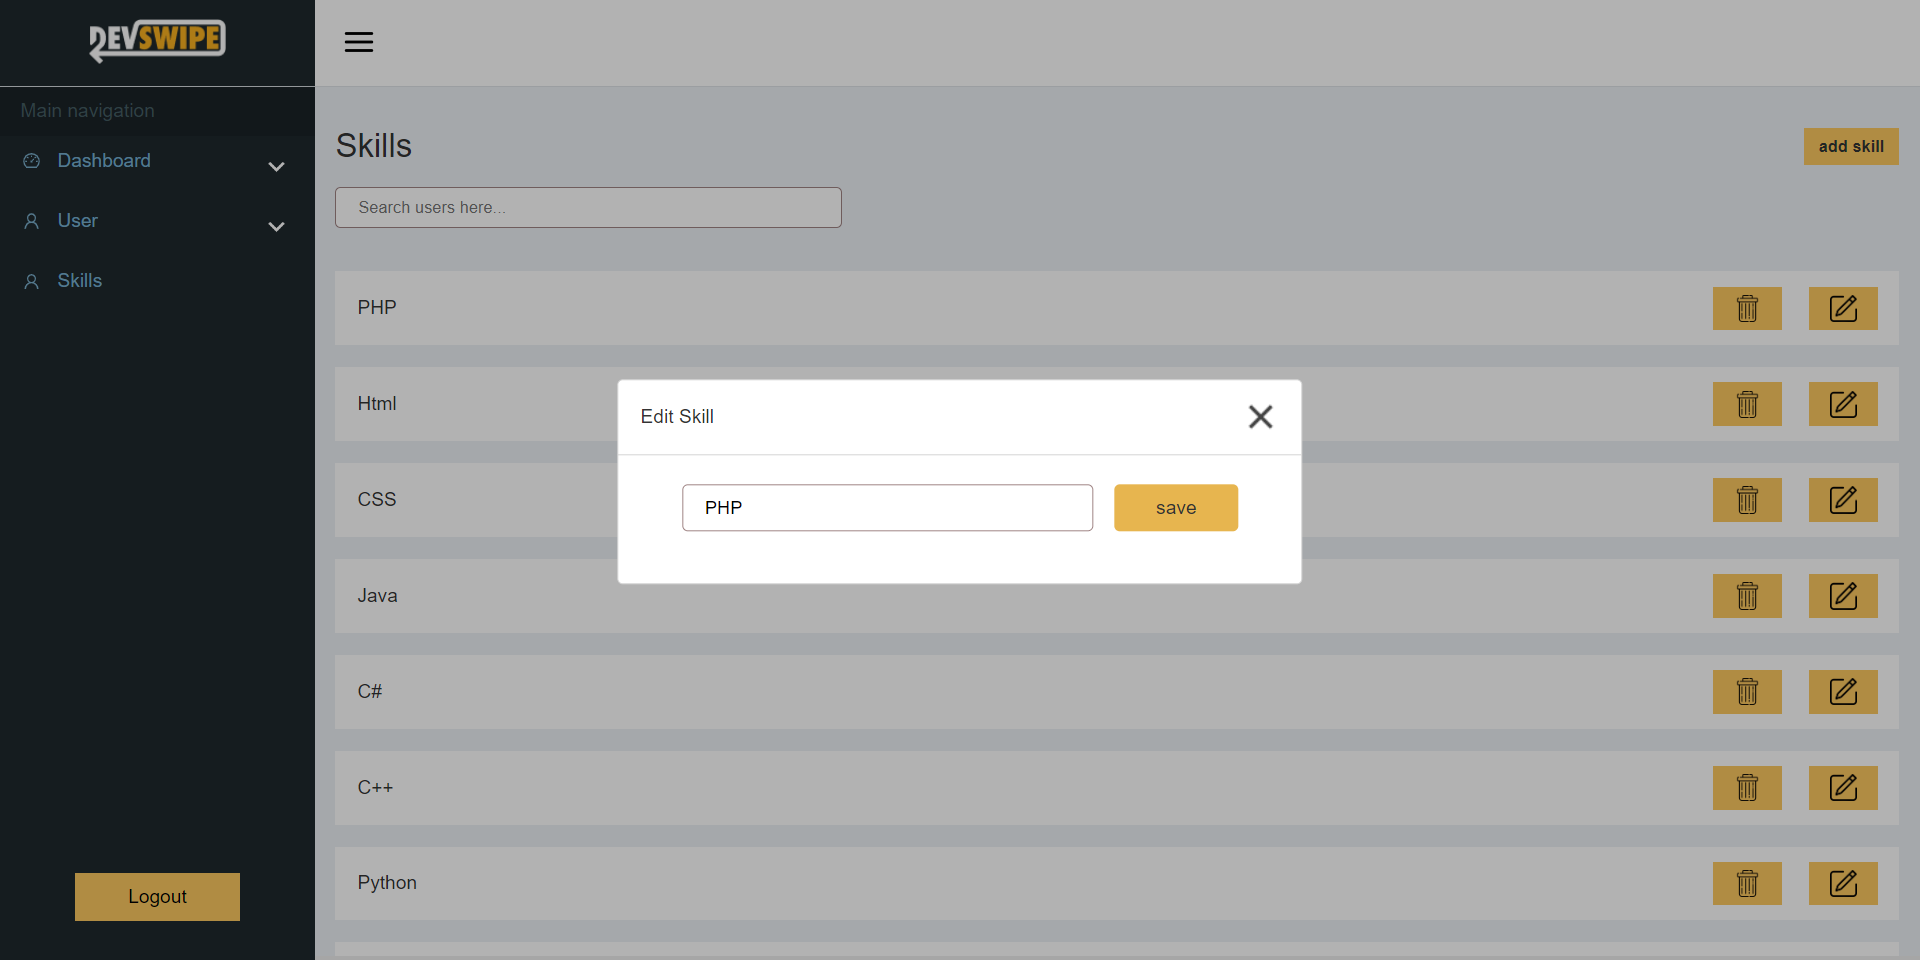 DEVSWIPE
Main navigation
Dashboard
User
Skills
Logout
Skills
add skill
Search users here...
PHP
Html
CSS
Java
C#
C++
Python
Edit Skill
PHP
save